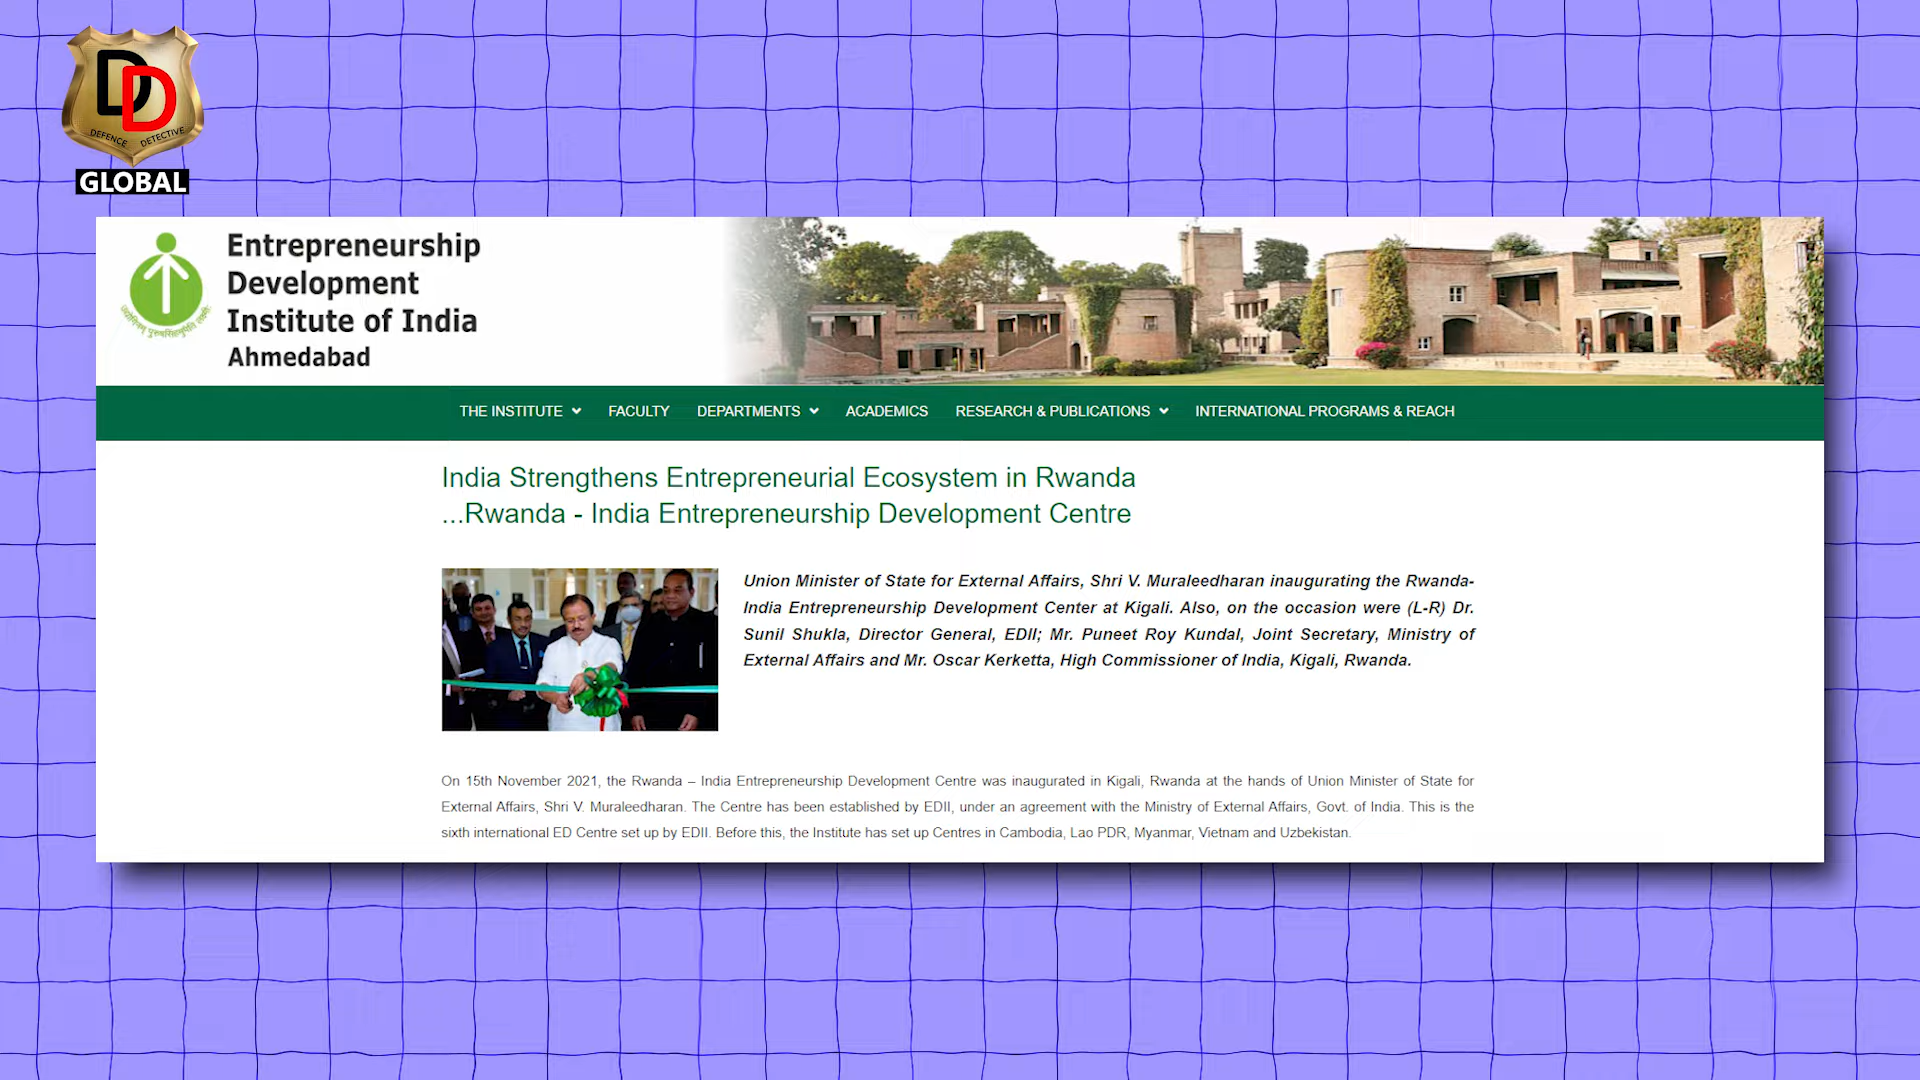 DD
DEFENCE DETECTIVE
GLOBAL
Entrepreneurship
Development
Institute of India
Ahmedabad
THE INSTITUTE
FACULTY
DEPARTMENTS
ACADEMICS
RESEARCH & PUBLICATIONS
INTERNATIONAL PROGRAMS & REACH
India Strengthens Entrepreneurial Ecosystem in Rwanda
...Rwanda - India Entrepreneurship Development Centre
Union Minister of State for External Affairs, Shri V. Muraleedharan inaugurating the Rwanda-
India Entrepreneurship Development Center at Kigali. Also, on the occasion were (L-R) Dr.
Sunil Shukla, Director General, EDII; Mr. Puneet Roy Kundal, Joint Secretary, Ministry of
External Affairs and Mr. Oscar Kerketta, High Commissioner of India, Kigali, Rwanda.
On 15th November 2021, the Rwanda – India Entrepreneurship Development Centre was inaugurated in Kigali, Rwanda at the hands of Union Minister of State for
External Affairs, Shri V. Muraleedharan. The Centre has been established by EDII, under an agreement with the Ministry of External Affairs, Govt. of India. This is the
sixth international ED Centre set up by EDII. Before this, the Institute has set up Centres in Cambodia, Lao PDR, Myanmar, Vietnam and Uzbekistan.